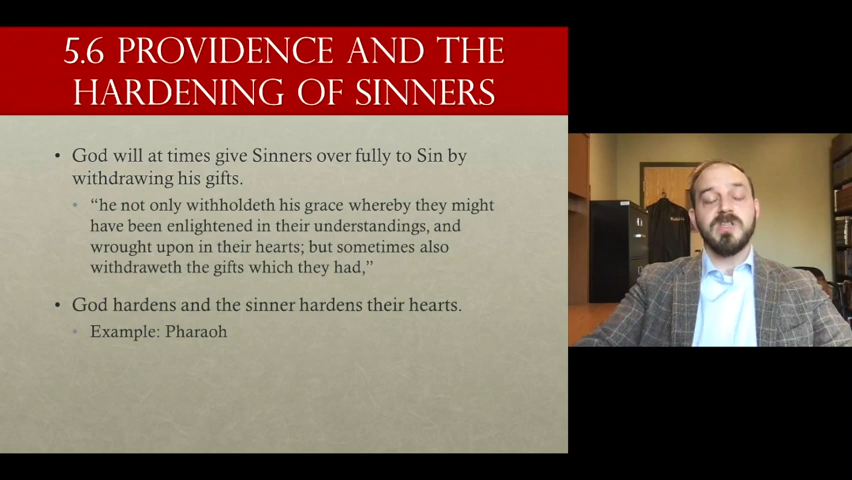 5.6 PROVIDENCE AND THE
HARDENING OF SINNERS
• God will at times give Sinners over fully to Sin by
withdrawing his gifts.
• “he not only withholdeth his grace whereby they might
have been enlightened in their understandings, and
wrought upon in their hearts; but sometimes also
withdraweth the gifts which they had,”
• God hardens and the sinner hardens their hearts.
• Example: Pharaoh